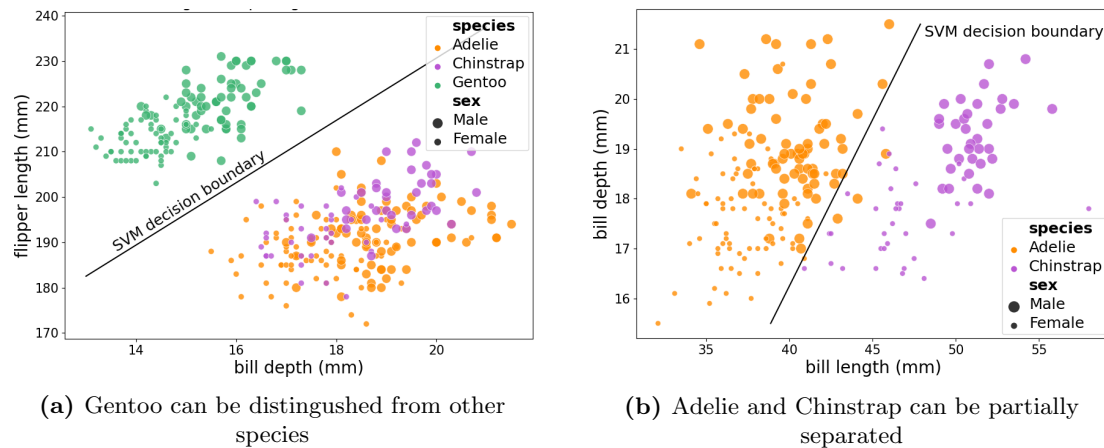 240
230
220
210
200
190
180
170
flipper length (mm)
14
16
18
20
bill depth (mm)
SVM decision boundary
species
Adelie
Chinstrap
Gentoo
sex
Male
Female
(a) Gentoo can be distingushed from other
species
21
20
19
18
17
16
bill depth (mm)
35
40
45
50
55
bill length (mm)
SVM decision boundary
species
Adelie
Chinstrap
sex
Male
Female
(b) Adelie and Chinstrap can be partially
separated